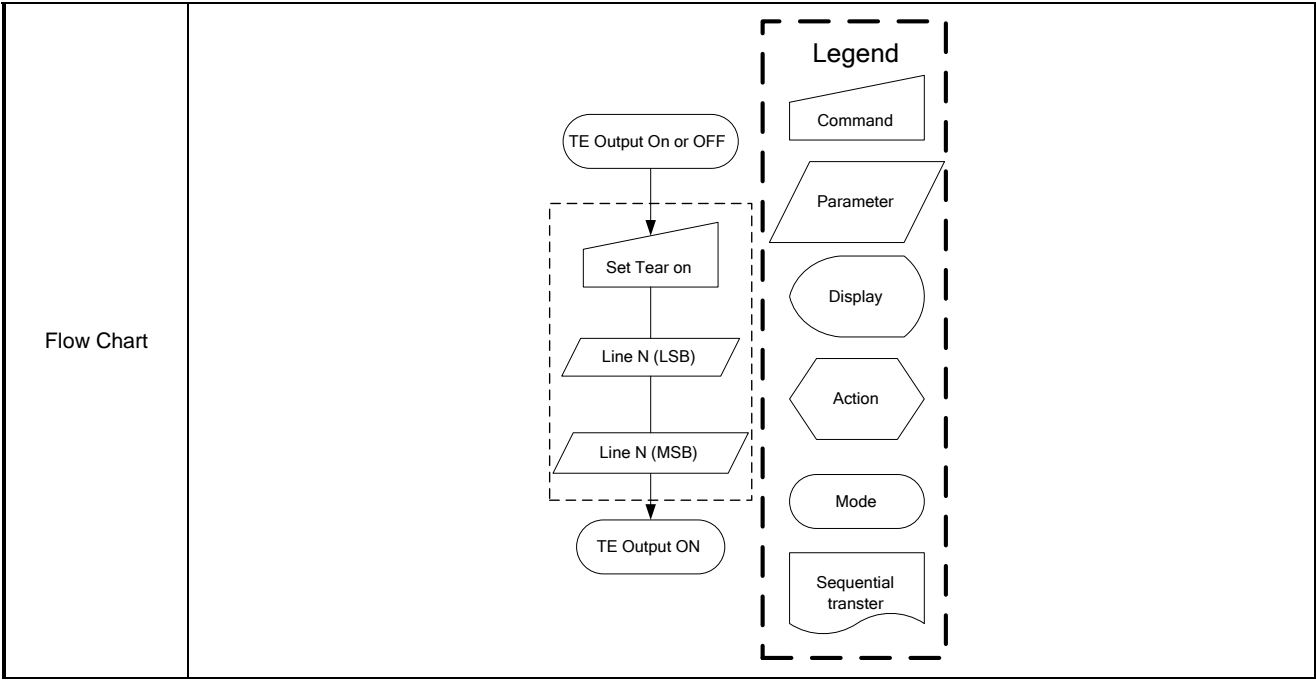 Flow Chart
TE Output On or OFF
Set Tear on
Line N (LSB)
Line N (MSB)
TE Output ON
Legend
Command
Parameter
Display
Action
Mode
Sequential
transter